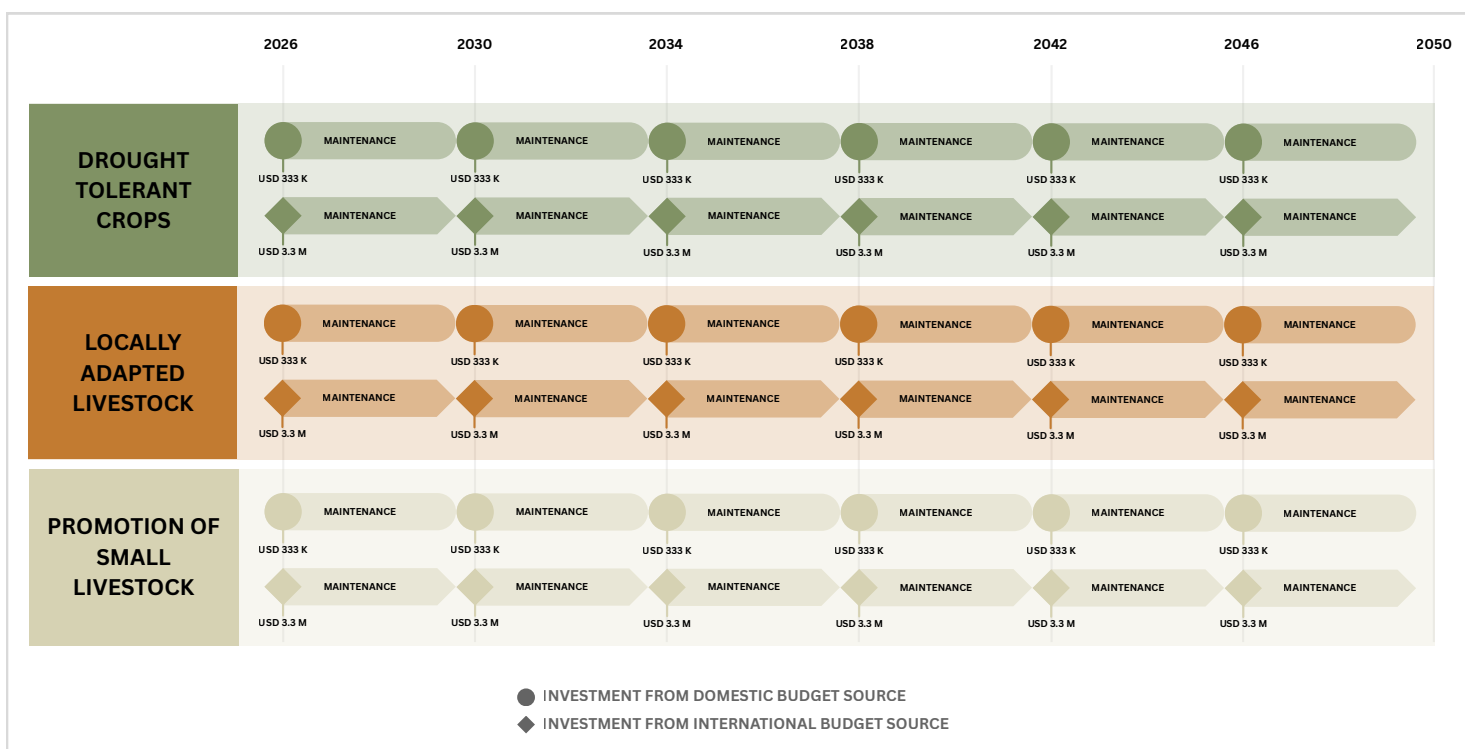 2026 2030 2034 2038 2042 2046 2050
DROUGHT
TOLERANT
CROPS
MAINTENANCE MAINTENANCE MAINTENANCE MAINTENANCE MAINTENANCE MAINTENANCE
USD 333 K USD 333 K USD 333 K USD 333 K USD 333 K USD 333 K
MAINTENANCE MAINTENANCE MAINTENANCE MAINTENANCE MAINTENANCE MAINTENANCE
USD 3.3 M USD 3.3 M USD 3.3 M USD 3.3 M USD 3.3 M USD 3.3 M
LOCALLY
ADAPTED
LIVESTOCK
MAINTENANCE MAINTENANCE MAINTENANCE MAINTENANCE MAINTENANCE MAINTENANCE
USD 333 K USD 333 K USD 333 K USD 333 K USD 333 K USD 333 K
MAINTENANCE MAINTENANCE MAINTENANCE MAINTENANCE MAINTENANCE MAINTENANCE
USD 3.3 M USD 3.3 M USD 3.3 M USD 3.3 M USD 3.3 M USD 3.3 M
PROMOTION OF
SMALL
LIVESTOCK
MAINTENANCE MAINTENANCE MAINTENANCE MAINTENANCE MAINTENANCE MAINTENANCE
USD 333 K USD 333 K USD 333 K USD 333 K USD 333 K USD 333 K
MAINTENANCE MAINTENANCE MAINTENANCE MAINTENANCE MAINTENANCE MAINTENANCE
USD 3.3 M USD 3.3 M USD 3.3 M USD 3.3 M USD 3.3 M USD 3.3 M
INVESTMENT FROM DOMESTIC BUDGET SOURCE
INVESTMENT FROM INTERNATIONAL BUDGET SOURCE